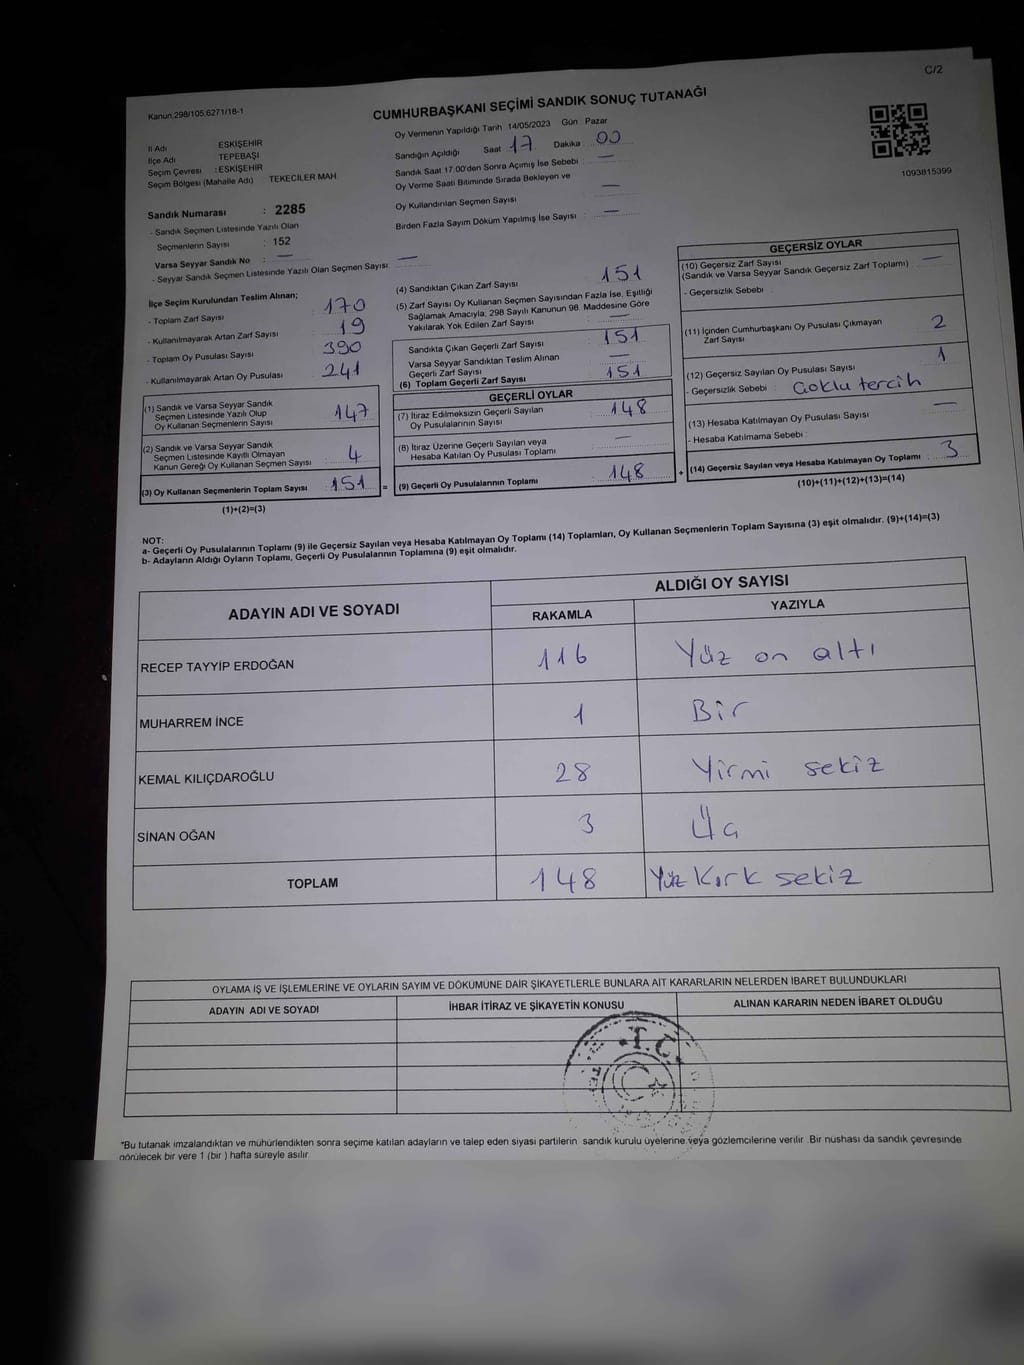 C/2
Kanun,298/105,6271/18-1
CUMHURBAŞKANI SEÇİMİ SANDIK SONUÇ TUTANAĞI
İl Adı ESKİŞEHİR
İlçe Adı TEPEBAŞI
Seçim Çevresi : ESKİŞEHİR
Seçim Bölgesi (Mahalle Adı) TEKECİLER MAH
Sandık Numarası : 2285
- Sandık Seçmen Listesinde Yazılı Olan
Seçmenlerin Sayısı : 152
Varsa Seyyar Sandık No : —
- Seyyar Sandık Seçmen Listesinde Yazılı Olan Seçmen Sayısı: —
Oy Vermenin Yapıldığı Tarih 14/05/2023 Gün Pazar
Sandığın Açıldığı Saat 17 Dakika 00
Sandık Saat 17.00'den Sonra Açımış İse Sebebi : —
Oy Verme Saati Bitiminde Sırada Bekleyen ve
Oy Kullandırılan Seçmen Sayısı —
Birden Fazla Sayım Döküm Yapılmış İse Sayısı : —
1093815399
İlçe Seçim Kurulundan Teslim Alınan;
- Toplam Zarf Sayısı : 170
- Kullanılmayarak Artan Zarf Sayısı : 19
- Toplam Oy Pusulası Sayısı : 390
- Kullanılmayarak Artan Oy Pusulası : 241
(1) Sandık ve Varsa Seyyar Sandık
Seçmen Listesinde Yazılı Olup
Oy Kullanan Seçmenlerin Sayısı : 147
(2) Sandık ve Varsa Seyyar Sandık
Seçmen Listesinde Kayıtlı Olmayan
Kanun Gereği Oy Kullanan Seçmen Sayısı : 4
(3) Oy Kullanan Seçmenlerin Toplam Sayısı : 151 =
(1)+(2)=(3)
(4) Sandıktan Çıkan Zarf Sayısı : 151
(5) Zarf Sayısı Oy Kullanan Seçmen Sayısından Fazla İse, Eşitliği
Sağlamak Amacıyla; 298 Sayılı Kanunun 98. Maddesine Göre
Yakılarak Yok Edilen Zarf Sayısı : —
Sandıkta Çıkan Geçerli Zarf Sayısı : 151
Varsa Seyyar Sandıktan Teslim Alınan
Geçerli Zarf Sayısı : —
(6) Toplam Geçerli Zarf Sayısı : 151
GEÇERLİ OYLAR
(7) İtiraz Edilmeksizin Geçerli Sayılan
Oy Pusulalarının Sayısı : 148
(8) İtiraz Üzerine Geçerli Sayılan veya
Hesaba Katılan Oy Pusulası Toplamı : —
(9) Geçerli Oy Pusulalarının Toplamı : 148 +
GEÇERSİZ OYLAR
(10) Geçersiz Zarf Sayısı : —
(Sandık ve Varsa Seyyar Sandık Geçersiz Zarf Toplamı)
- Geçersizlik Sebebi :
(11) İçinden Cumhurbaşkanı Oy Pusulası Çıkmayan
Zarf Sayısı : 2
(12) Geçersiz Sayılan Oy Pusulası Sayısı : 1
- Geçersizlik Sebebi : Çoklu tercih
(13) Hesaba Katılmayan Oy Pusulası Sayısı : —
- Hesaba Katılmama Sebebi :
(14) Geçersiz Sayılan veya Hesaba Katılmayan Oy Toplamı : 3
(10)+(11)+(12)+(13)=(14)
NOT:
a- Geçerli Oy Pusulalarının Toplamı (9) ile Geçersiz Sayılan veya Hesaba Katılmayan Oy Toplamı (14) Toplamları, Oy Kullanan Seçmenlerin Toplam Sayısına (3) eşit olmalıdır. (9)+(14)=(3)
b- Adayların Aldığı Oyların Toplamı, Geçerli Oy Pusulalarının Toplamına (9) eşit olmalıdır.
ADAYIN ADI VE SOYADI
ALDIĞI OY SAYISI
RAKAMLA YAZIYLA
RECEP TAYYİP ERDOĞAN 116 Yüz on altı
MUHARREM İNCE 1 Bir
KEMAL KILIÇDAROĞLU 28 Yirmi sekiz
SİNAN OĞAN 3 Üç
TOPLAM 148 Yüz Kırk sekiz
OYLAMA İŞ VE İŞLEMLERİNE VE OYLARIN SAYIM VE DÖKÜMÜNE DAİR ŞİKAYETLERLE BUNLARA AİT KARARLARIN NELERDEN İBARET BULUNDUKLARI
ADAYIN ADI VE SOYADI İHBAR İTİRAZ VE ŞİKAYETİN KONUSU ALINAN KARARIN NEDEN İBARET OLDUĞU
T.C.
*Bu tutanak imzalandıktan ve mühürlendikten sonra seçime katılan adayların ve talep eden siyasi partilerin sandık kurulu üyelerine veya gözlemcilerine verilir. Bir nüshası da sandık çevresinde
görülecek bir yere 1 (bir ) hafta süreyle asılır